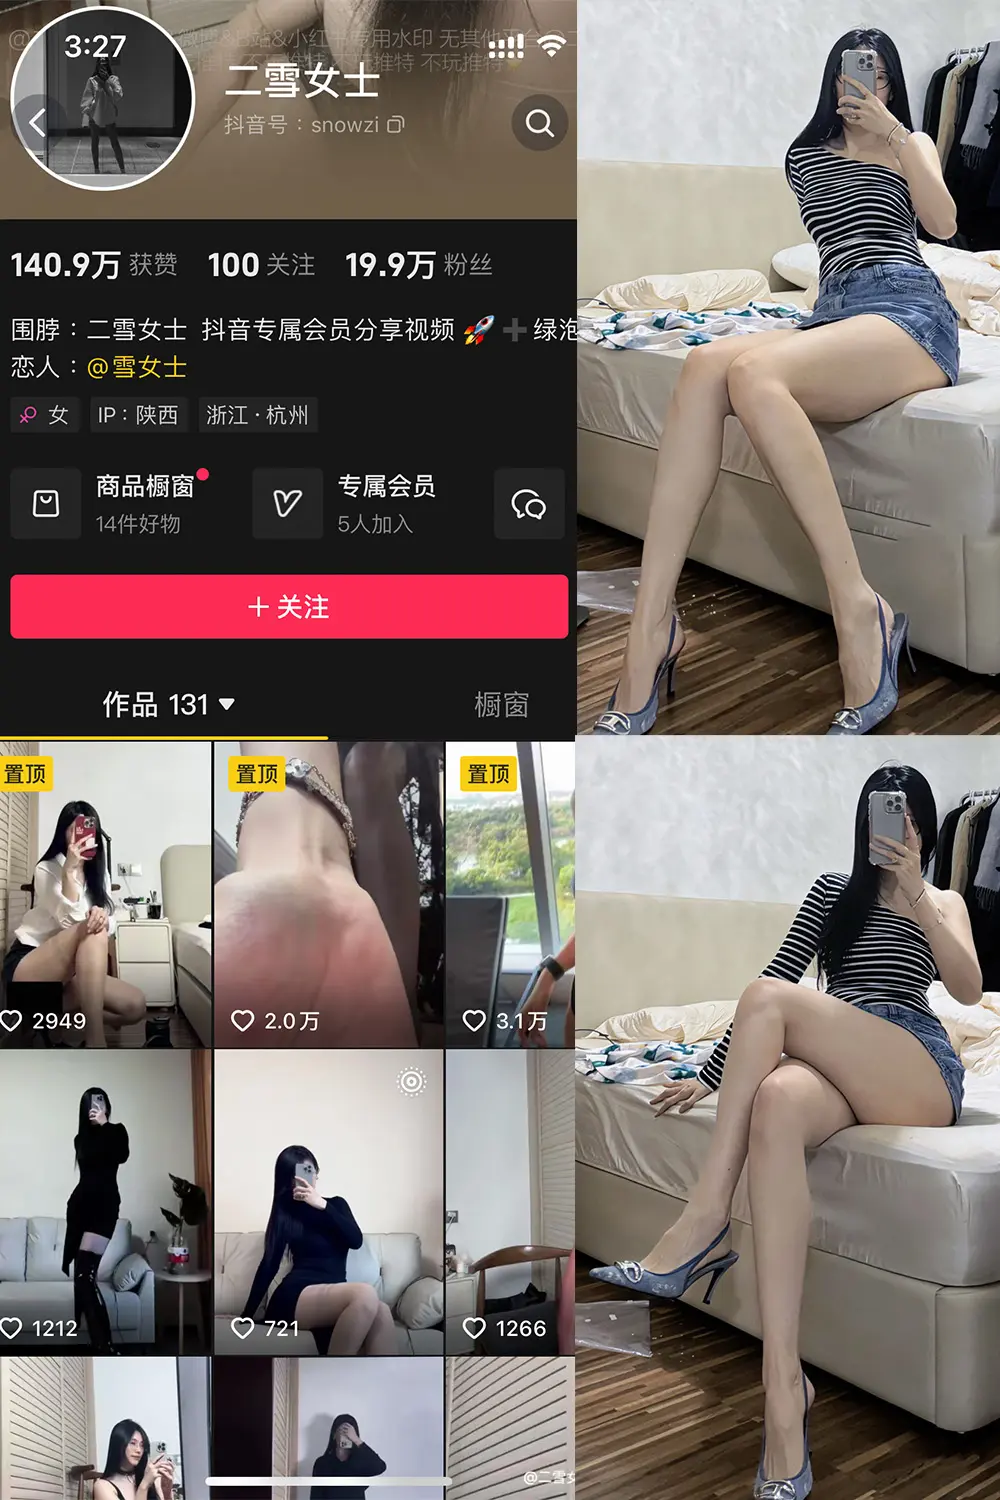 3:27
二雪女士
抖音号：snowzi
140.9万 获赞 100 关注 19.9万 粉丝
围脖：二雪女士 抖音专属会员分享视频 🚀 ➕ 绿泡
恋人：@雪女士
女 IP：陕西 浙江·杭州
商品橱窗 专属会员
14件好物 5人加入
＋关注
作品 131 橱窗
置顶 置顶 置顶
2949 2.0万 3.1万
1212 721 1266
@二雪